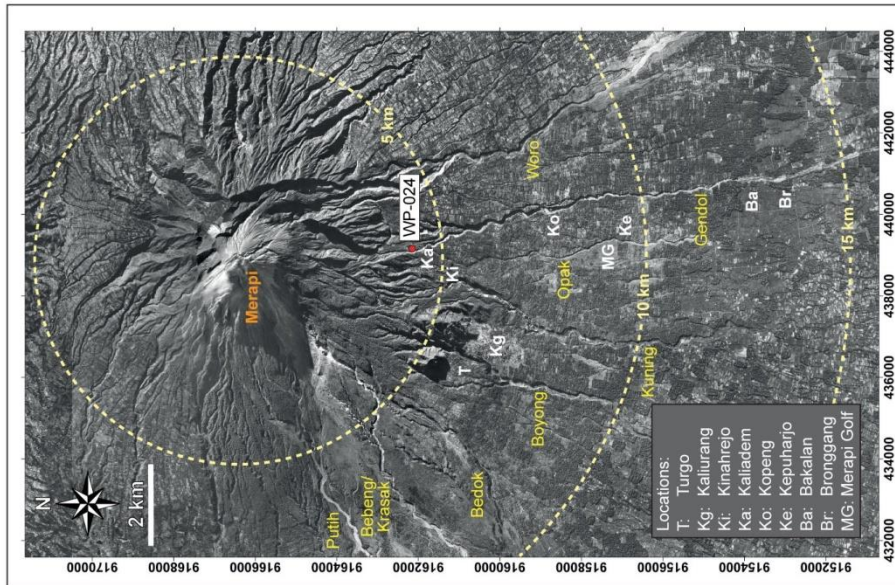 N
2 km
Merapi
5 km
10 km
15 km
WP-024
Putih
Bebeng/
Krasak
Bedok
Boyong
Kuning
Opak
Gendol
Woro
T
Kg
Ki
Ka
Ko
MG
Ke
Ba
Br
Locations:
T: Turgo
Kg: Kaliurang
Ki: Kinahrejo
Ka: Kaliadem
Ko: Kopeng
Ke: Kepuharjo
Ba: Bakalan
Br: Bronggang
MG: Merapi Golf
9170000
9168000
9166000
9164000
9162000
9160000
9158000
9156000
9154000
9152000
432000
434000
436000
438000
440000
442000
444000